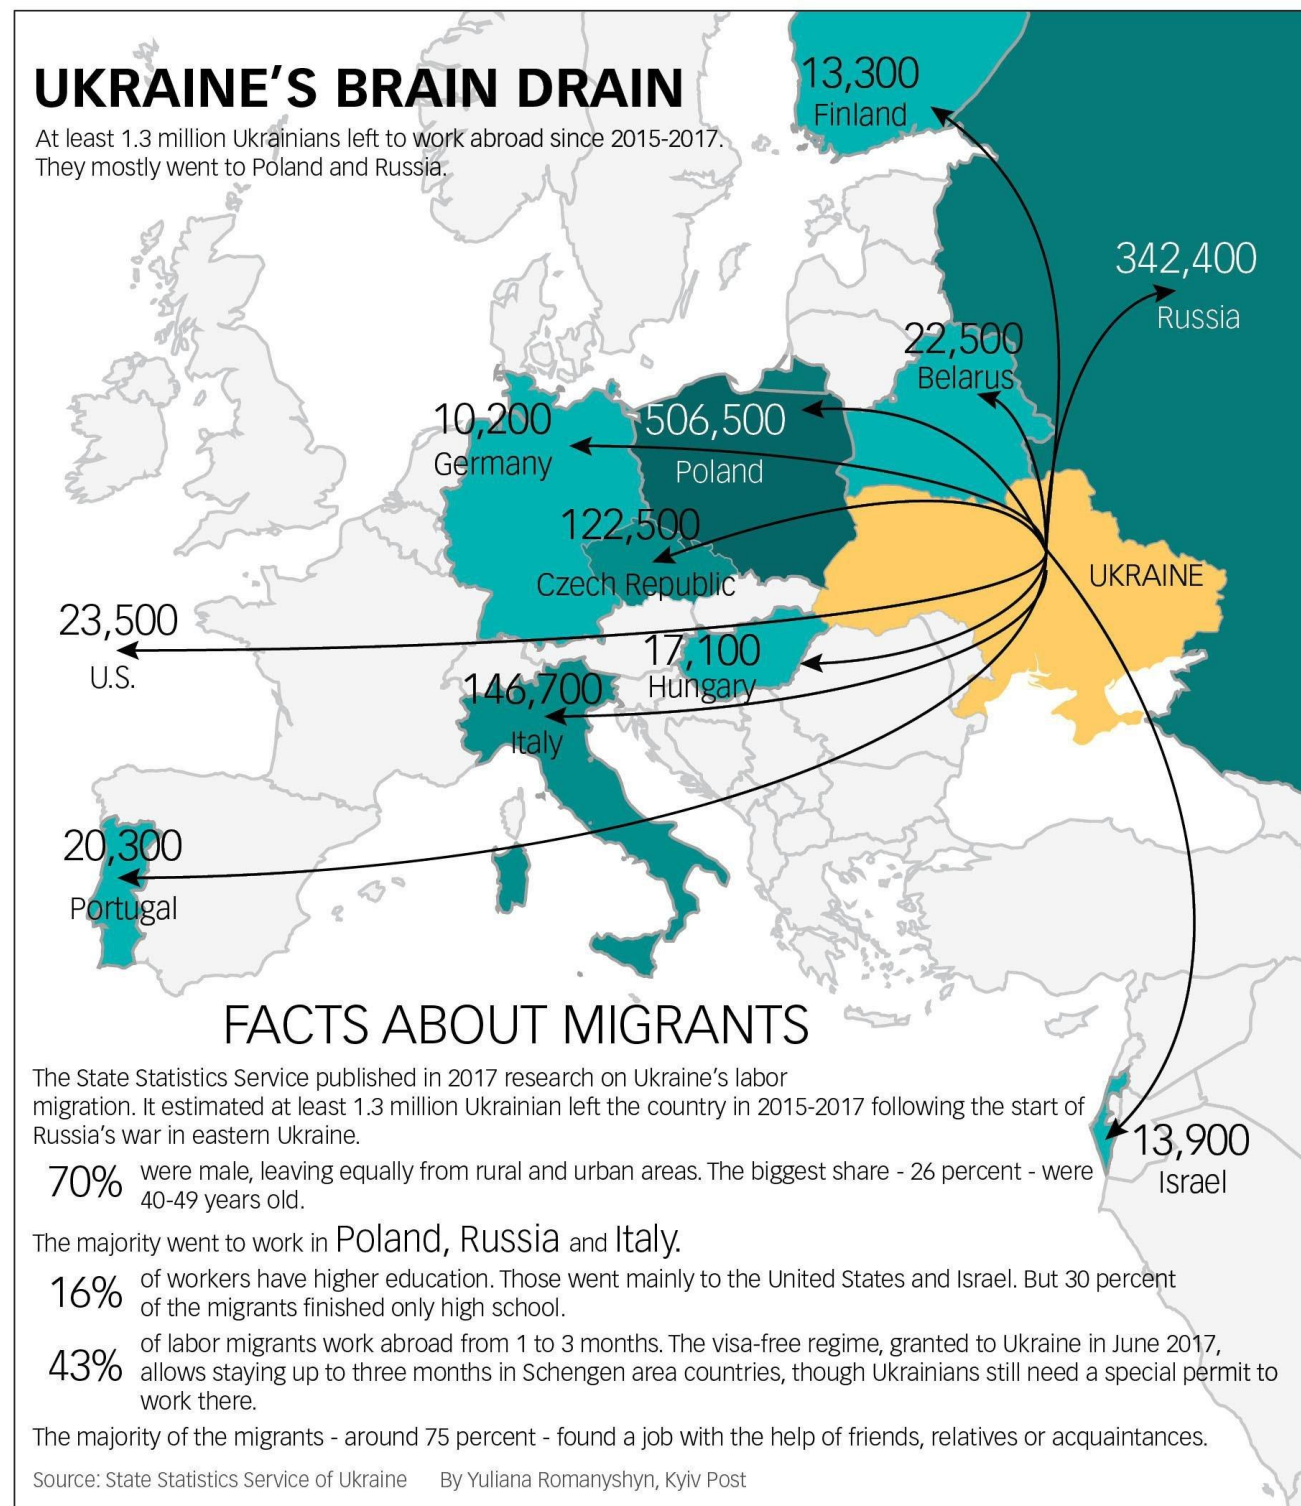 UKRAINE'S BRAIN DRAIN
At least 1.3 million Ukrainians left to work abroad since 2015-2017.
They mostly went to Poland and Russia.
13,300
Finland
342,400
Russia
22,500
Belarus
10,200
Germany
506,500
Poland
122,500
Czech Republic
UKRAINE
23,500
U.S.
17,100
Hungary
146,700
Italy
20,300
Portugal
13,900
Israel
FACTS ABOUT MIGRANTS
The State Statistics Service published in 2017 research on Ukraine's labor
migration. It estimated at least 1.3 million Ukrainian left the country in 2015-2017 following the start of
Russia's war in eastern Ukraine.
70% were male, leaving equally from rural and urban areas. The biggest share - 26 percent - were
40-49 years old.
The majority went to work in Poland, Russia and Italy.
16% of workers have higher education. Those went mainly to the United States and Israel. But 30 percent
of the migrants finished only high school.
43% of labor migrants work abroad from 1 to 3 months. The visa-free regime, granted to Ukraine in June 2017,
allows staying up to three months in Schengen area countries, though Ukrainians still need a special permit to
work there.
The majority of the migrants - around 75 percent - found a job with the help of friends, relatives or acquaintances.
Source: State Statistics Service of Ukraine By Yuliana Romanyshyn, Kyiv Post